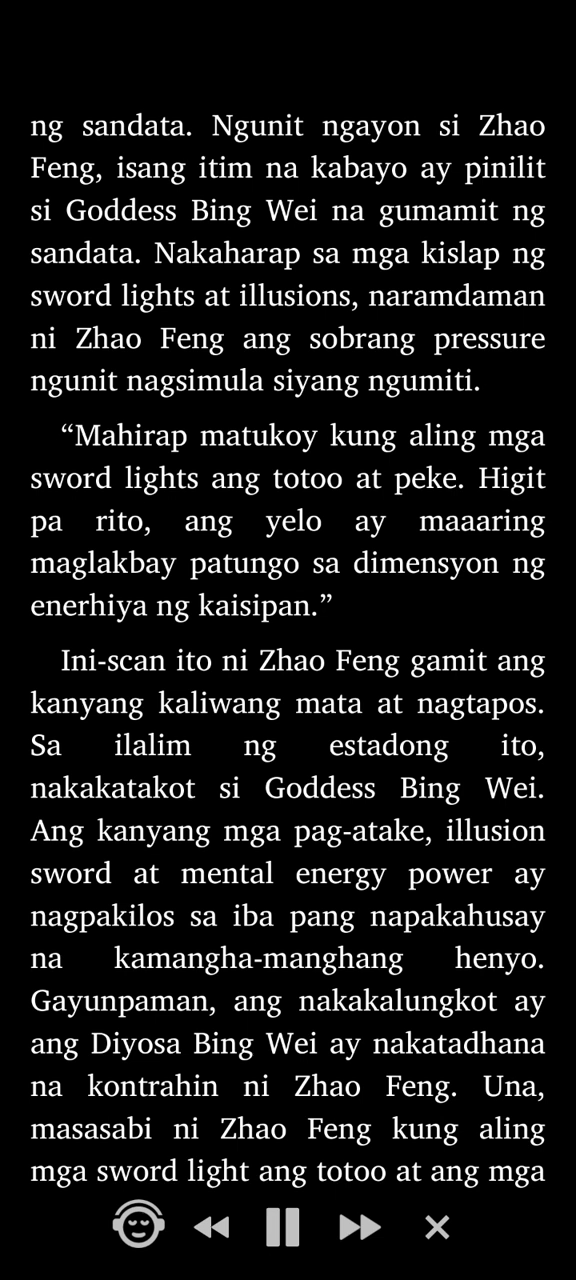 ng sandata. Ngunit ngayon si Zhao
Feng, isang itim na kabayo ay pinilit
si Goddess Bing Wei na gumamit ng
sandata. Nakaharap sa mga kislap ng
sword lights at illusions, naramdaman
ni Zhao Feng ang sobrang pressure
ngunit nagsimula siyang ngumiti.
“Mahirap matukoy kung aling mga
sword lights ang totoo at peke. Higit
pa rito, ang yelo ay maaaring
maglakbay patungo sa dimensyon ng
enerhiya ng kaisipan.”
Ini-scan ito ni Zhao Feng gamit ang
kanyang kaliwang mata at nagtapos.
Sa ilalim ng estadong ito,
nakakatakot si Goddess Bing Wei.
Ang kanyang mga pag-atake, illusion
sword at mental energy power ay
nagpakilos sa iba pang napakahusay
na kamangha-manghang henyo.
Gayunpaman, ang nakakalungkot ay
ang Diyosa Bing Wei ay nakatadhana
na kontrahin ni Zhao Feng. Una,
masasabi ni Zhao Feng kung aling
mga sword light ang totoo at ang mga